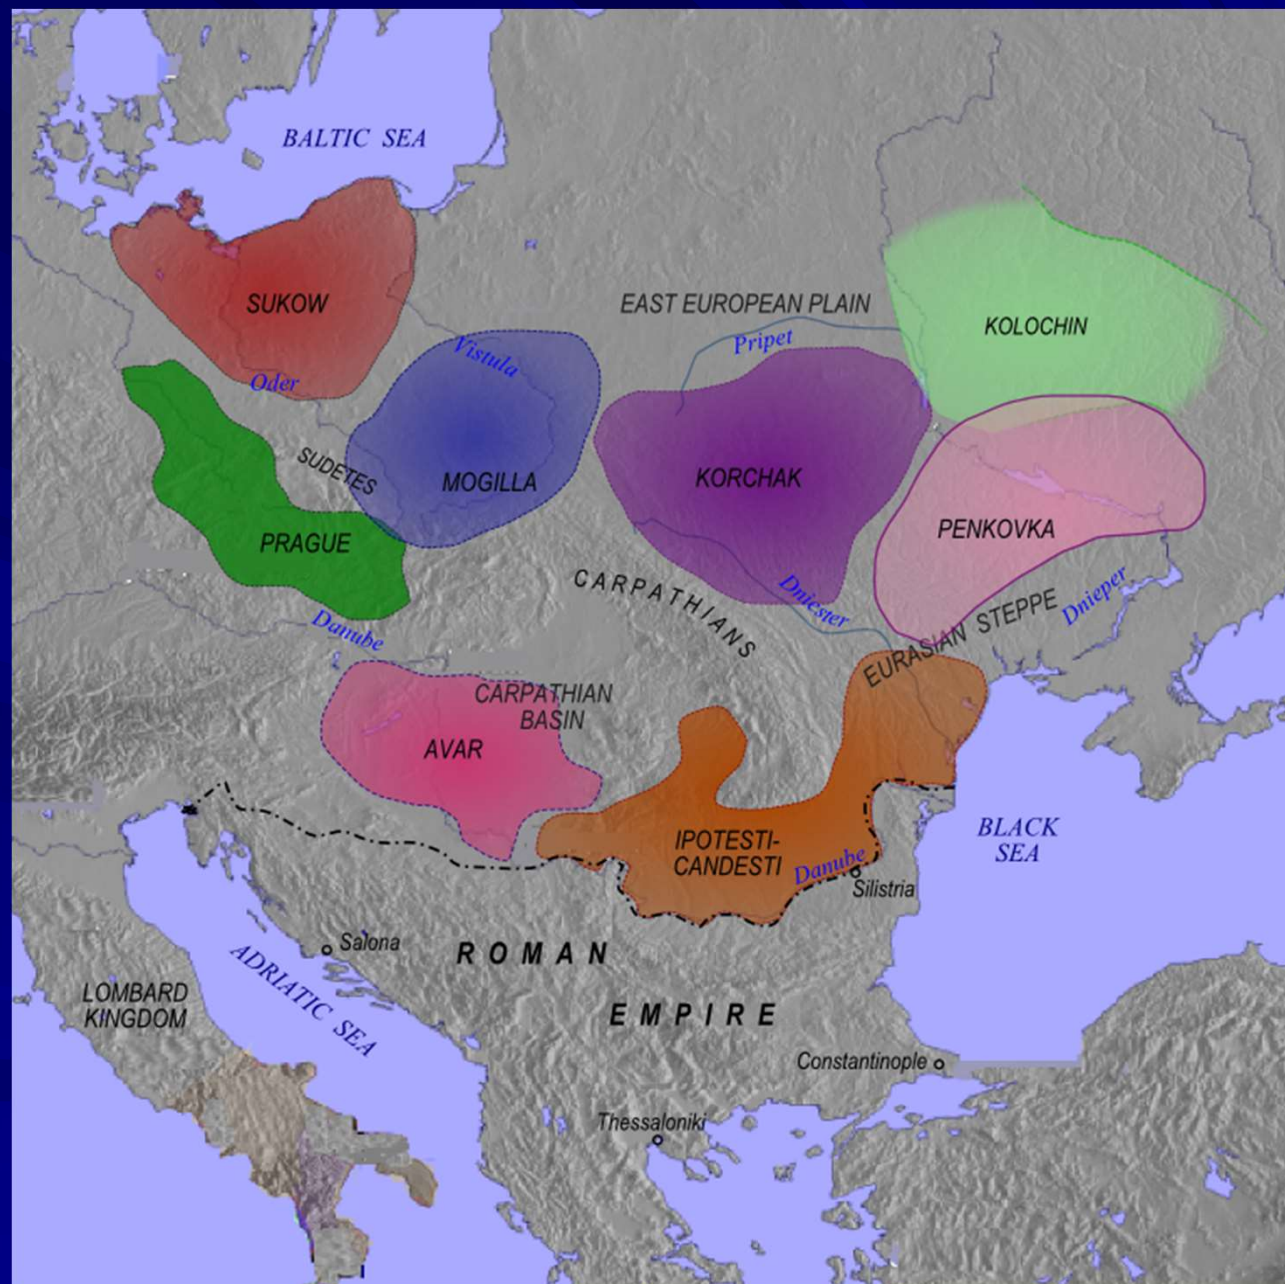 BALTIC SEA
SUKOW
EAST EUROPEAN PLAIN
KOLOCHIN
Pripet
Vistula
Oder
SUDETES
MOGILLA
KORCHAK
PRAGUE
PENKOVKA
CARPATHIANS
Dniester
Dnieper
EURASIAN STEPPE
Danube
CARPATHIAN
BASIN
AVAR
IPOTESTI-
CANDESTI
Danube
BLACK
SEA
Silistria
Salona
ROMAN
ADRIATIC SEA
LOMBARD
KINGDOM
EMPIRE
Constantinople
Thessaloniki